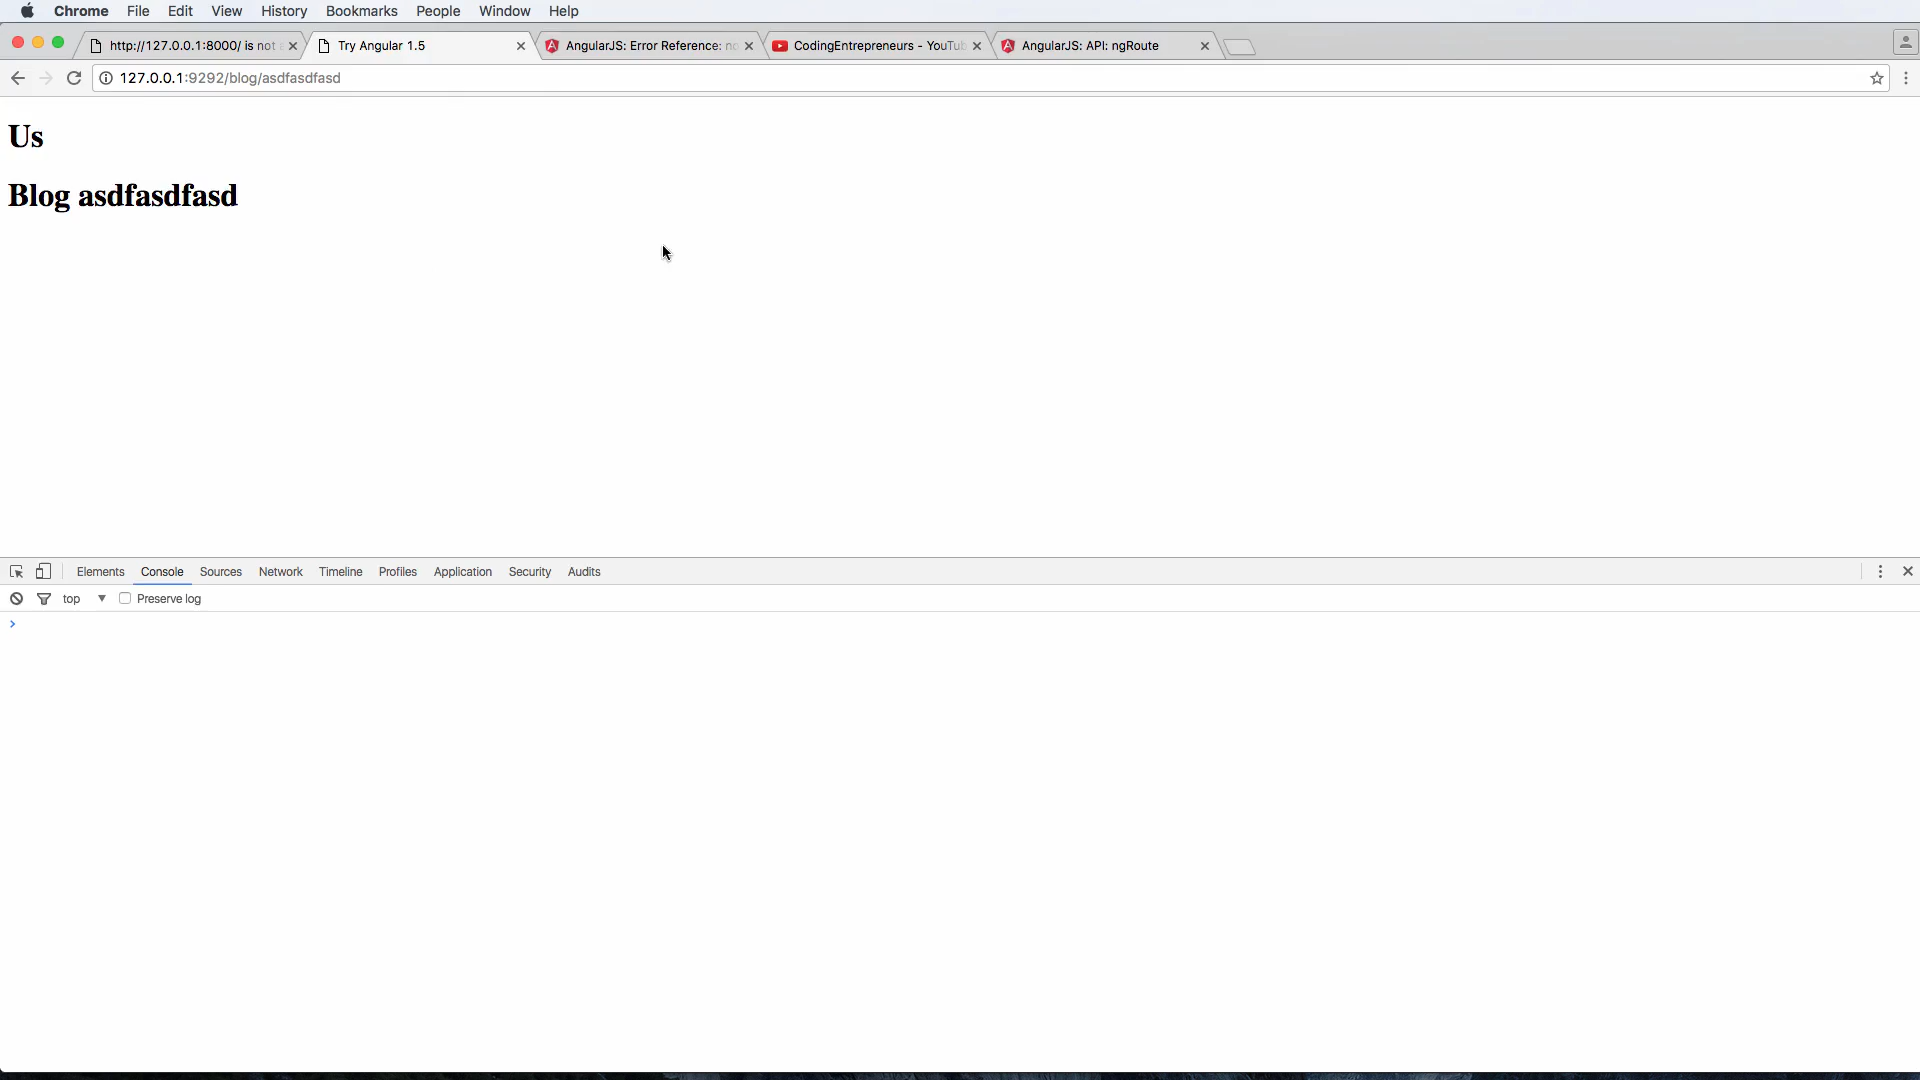 Chrome File Edit View History Bookmarks People Window Help
http://127.0.0.1:8000/ is not Try Angular 1.5 AngularJS: Error Reference: CodingEntrepreneurs - YouTu AngularJS: API: ngRoute
127.0.0.1:9292/blog/asdfasdfasd
Us
Blog asdfasdfasd
Elements Console Sources Network Timeline Profiles Application Security Audits
top Preserve log
>